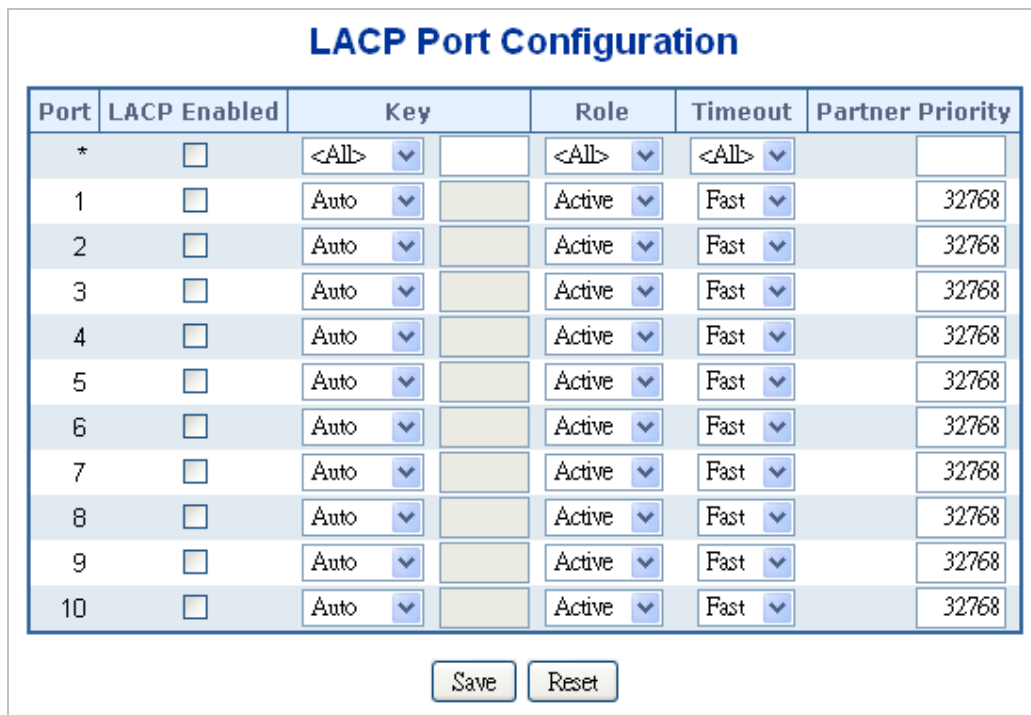 LACP Port Configuration
Port LACP Enabled Key Role Timeout Partner Priority
* <All> <All> <All>
1 Auto Active Fast 32768
2 Auto Active Fast 32768
3 Auto Active Fast 32768
4 Auto Active Fast 32768
5 Auto Active Fast 32768
6 Auto Active Fast 32768
7 Auto Active Fast 32768
8 Auto Active Fast 32768
9 Auto Active Fast 32768
10 Auto Active Fast 32768
Save Reset